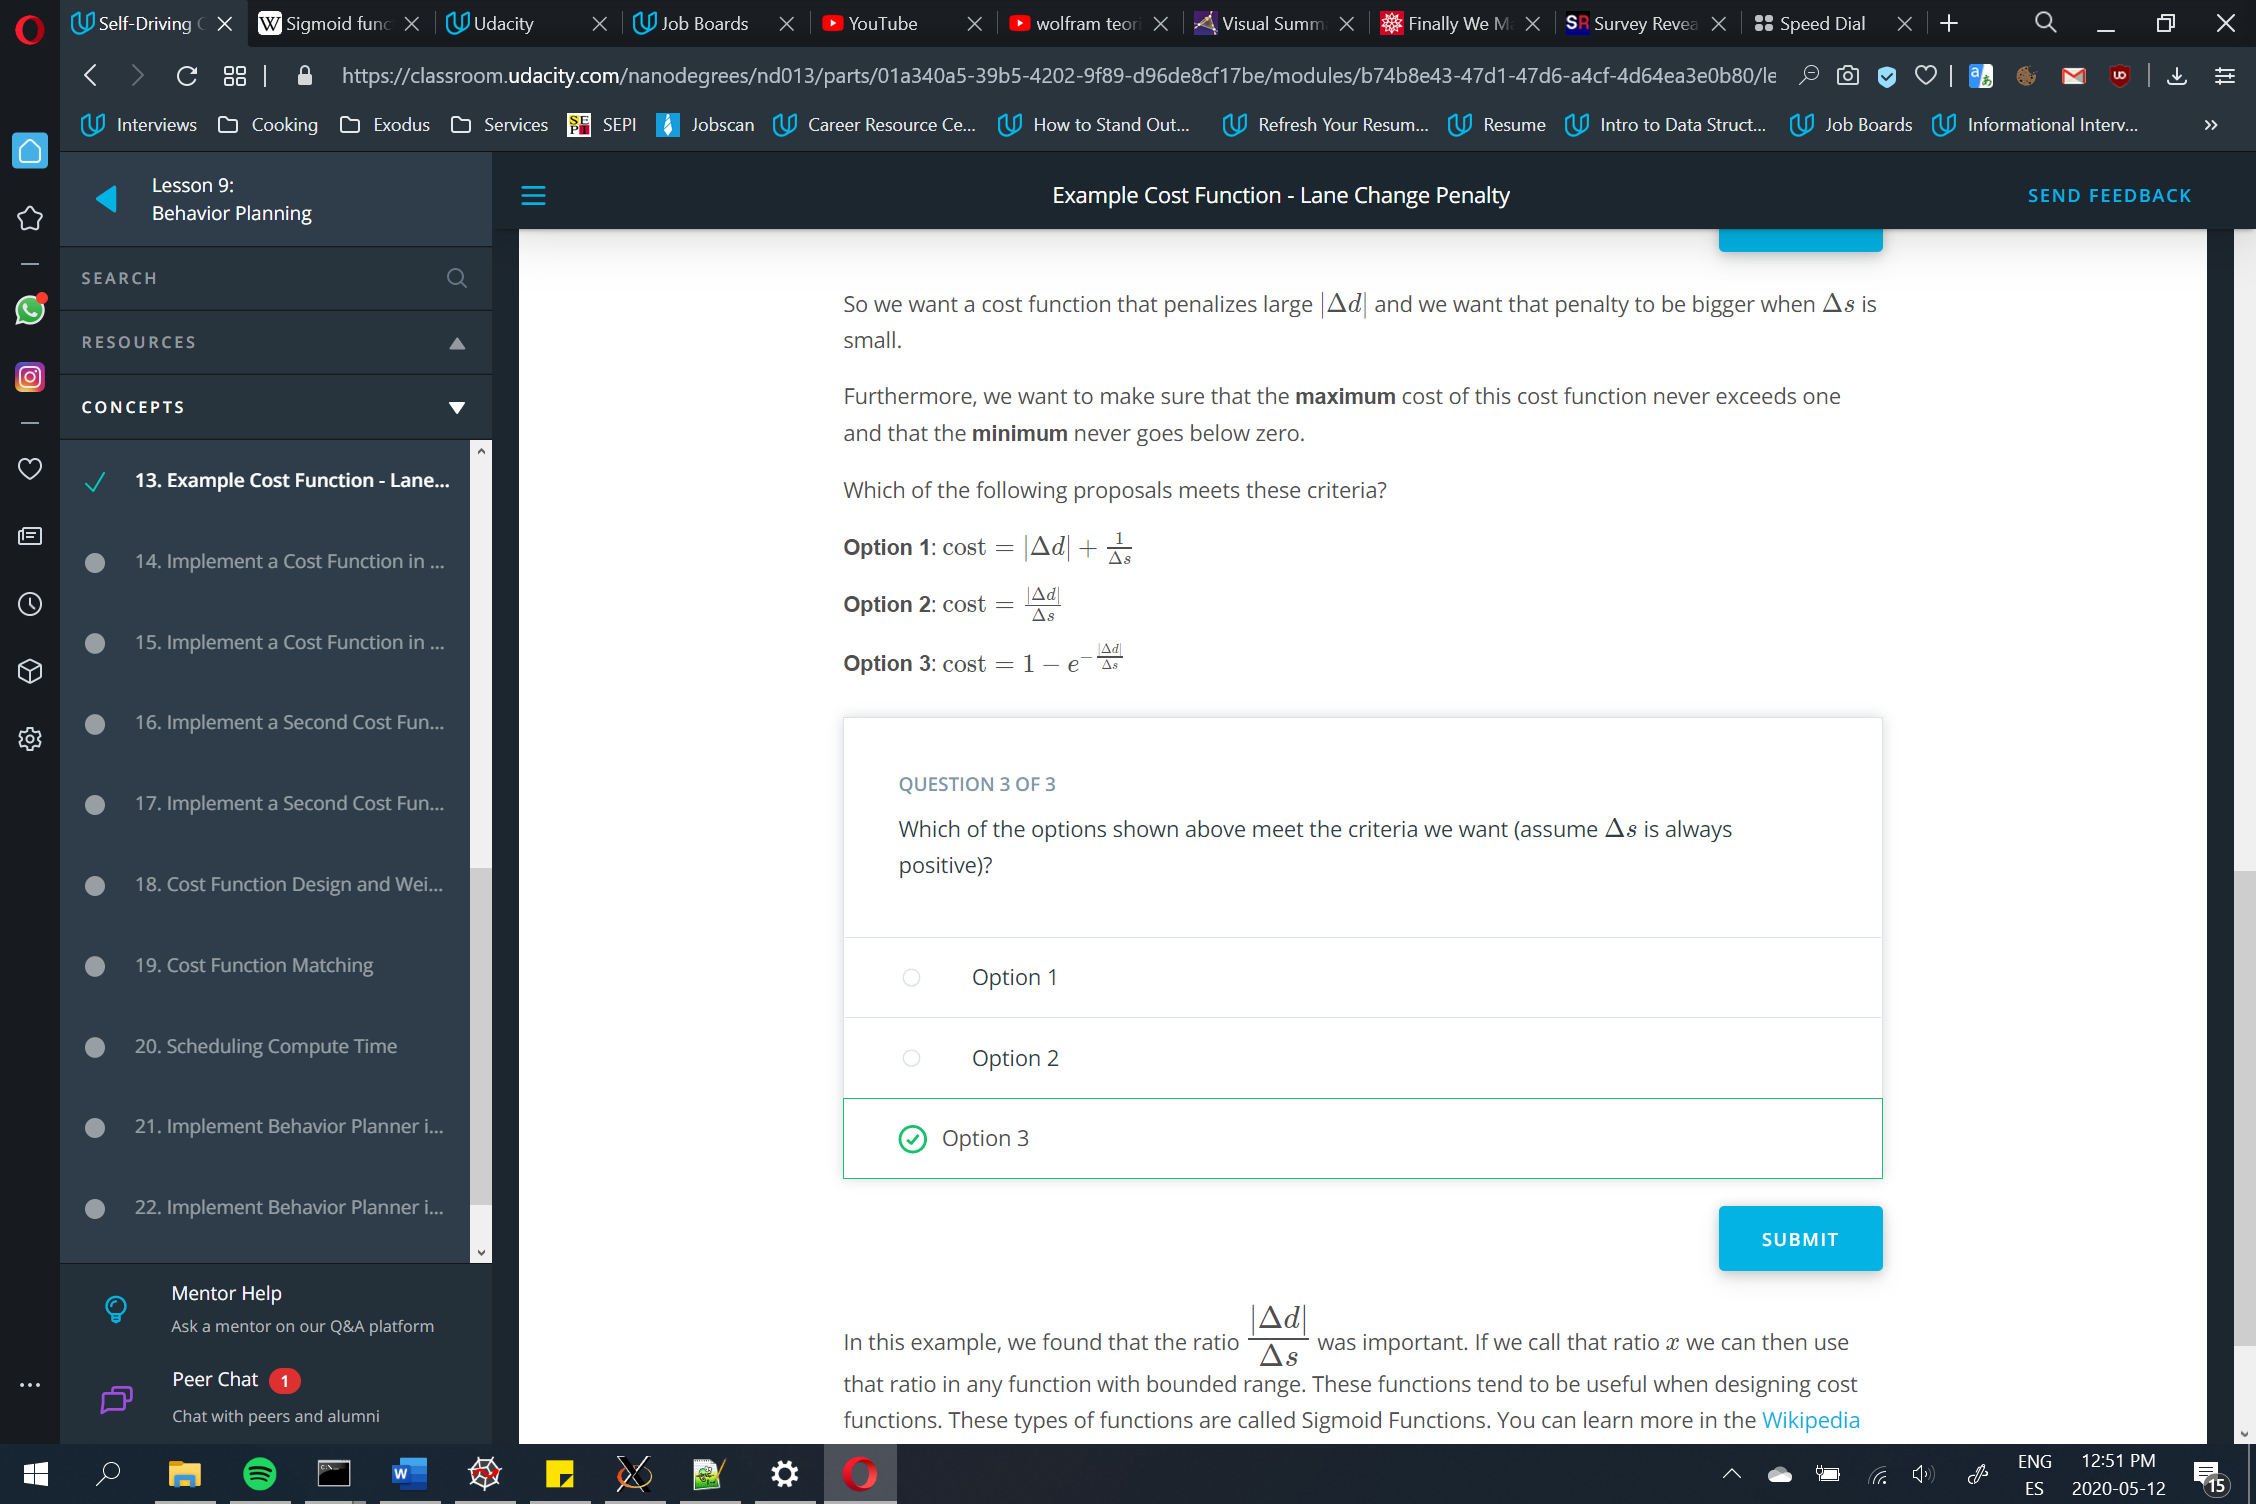 Self-Driving
Sigmoid func
Udacity
Job Boards
YouTube
wolfram teor
Visual Summ
Finally We M
Survey Revea
Speed Dial
https://classroom.udacity.com/nanodegrees/nd013/parts/01a340a5-39b5-4202-9f89-d96de8cf17be/modules/b74b8e43-47d1-47d6-a4cf-4d64ea3e0b80/le
Interviews
Cooking
Exodus
Services
SEPI
Jobscan
Career Resource Ce...
How to Stand Out...
Refresh Your Resum...
Resume
Intro to Data Struct...
Job Boards
Informational Interv...
»
Lesson 9:
Behavior Planning
SEARCH
RESOURCES
CONCEPTS
13. Example Cost Function - Lane...
14. Implement a Cost Function in ...
15. Implement a Cost Function in ...
16. Implement a Second Cost Fun...
17. Implement a Second Cost Fun...
18. Cost Function Design and Wei...
19. Cost Function Matching
20. Scheduling Compute Time
21. Implement Behavior Planner i...
22. Implement Behavior Planner i...
Mentor Help
Ask a mentor on our Q&A platform
Peer Chat 1
Chat with peers and alumni
Example Cost Function - Lane Change Penalty
SEND FEEDBACK
So we want a cost function that penalizes large |Δd| and we want that penalty to be bigger when Δs is
small.
Furthermore, we want to make sure that the maximum cost of this cost function never exceeds one
and that the minimum never goes below zero.
Which of the following proposals meets these criteria?
Option 1: cost = |Δd| + 1/Δs
Option 2: cost = |Δd|/Δs
Option 3: cost = 1 − e^(−|Δd|/Δs)
QUESTION 3 OF 3
Which of the options shown above meet the criteria we want (assume Δs is always
positive)?
Option 1
Option 2
Option 3
SUBMIT
In this example, we found that the ratio |Δd|/Δs was important. If we call that ratio x we can then use
that ratio in any function with bounded range. These functions tend to be useful when designing cost
functions. These types of functions are called Sigmoid Functions. You can learn more in the Wikipedia
ENG
ES
12:51 PM
2020-05-12
15